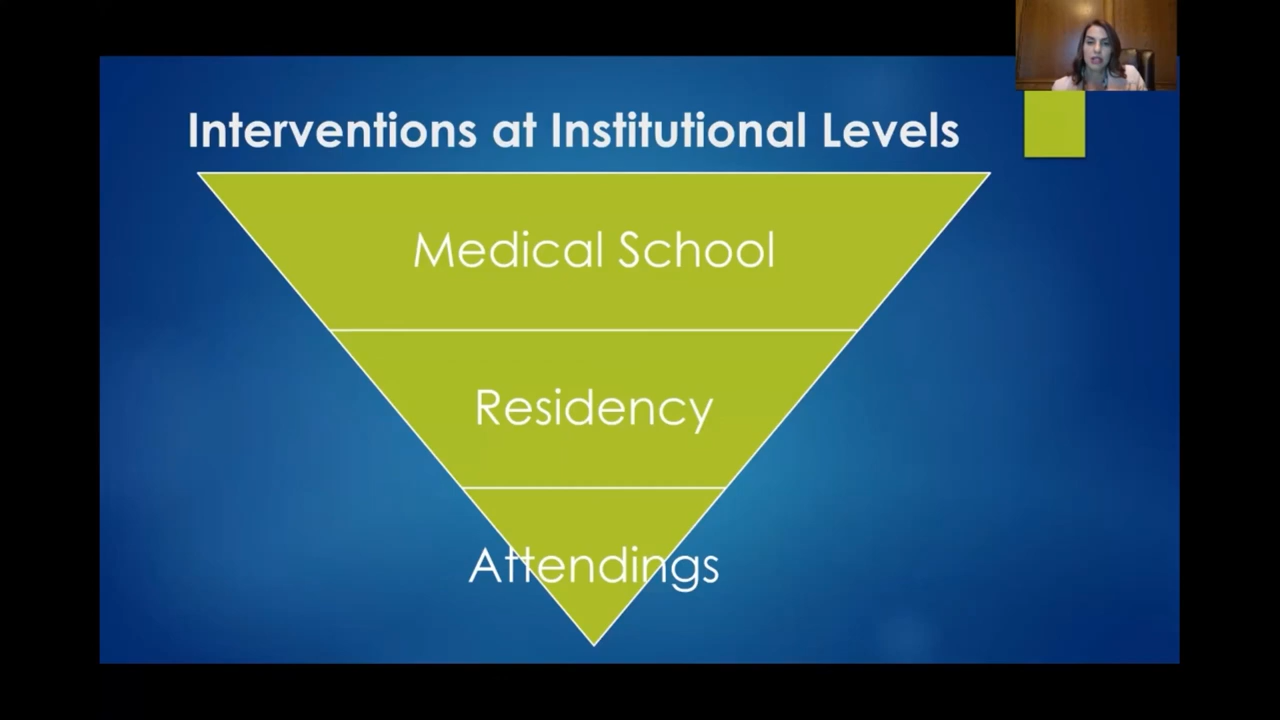 Interventions at Institutional Levels
Medical School
Residency
Attendings